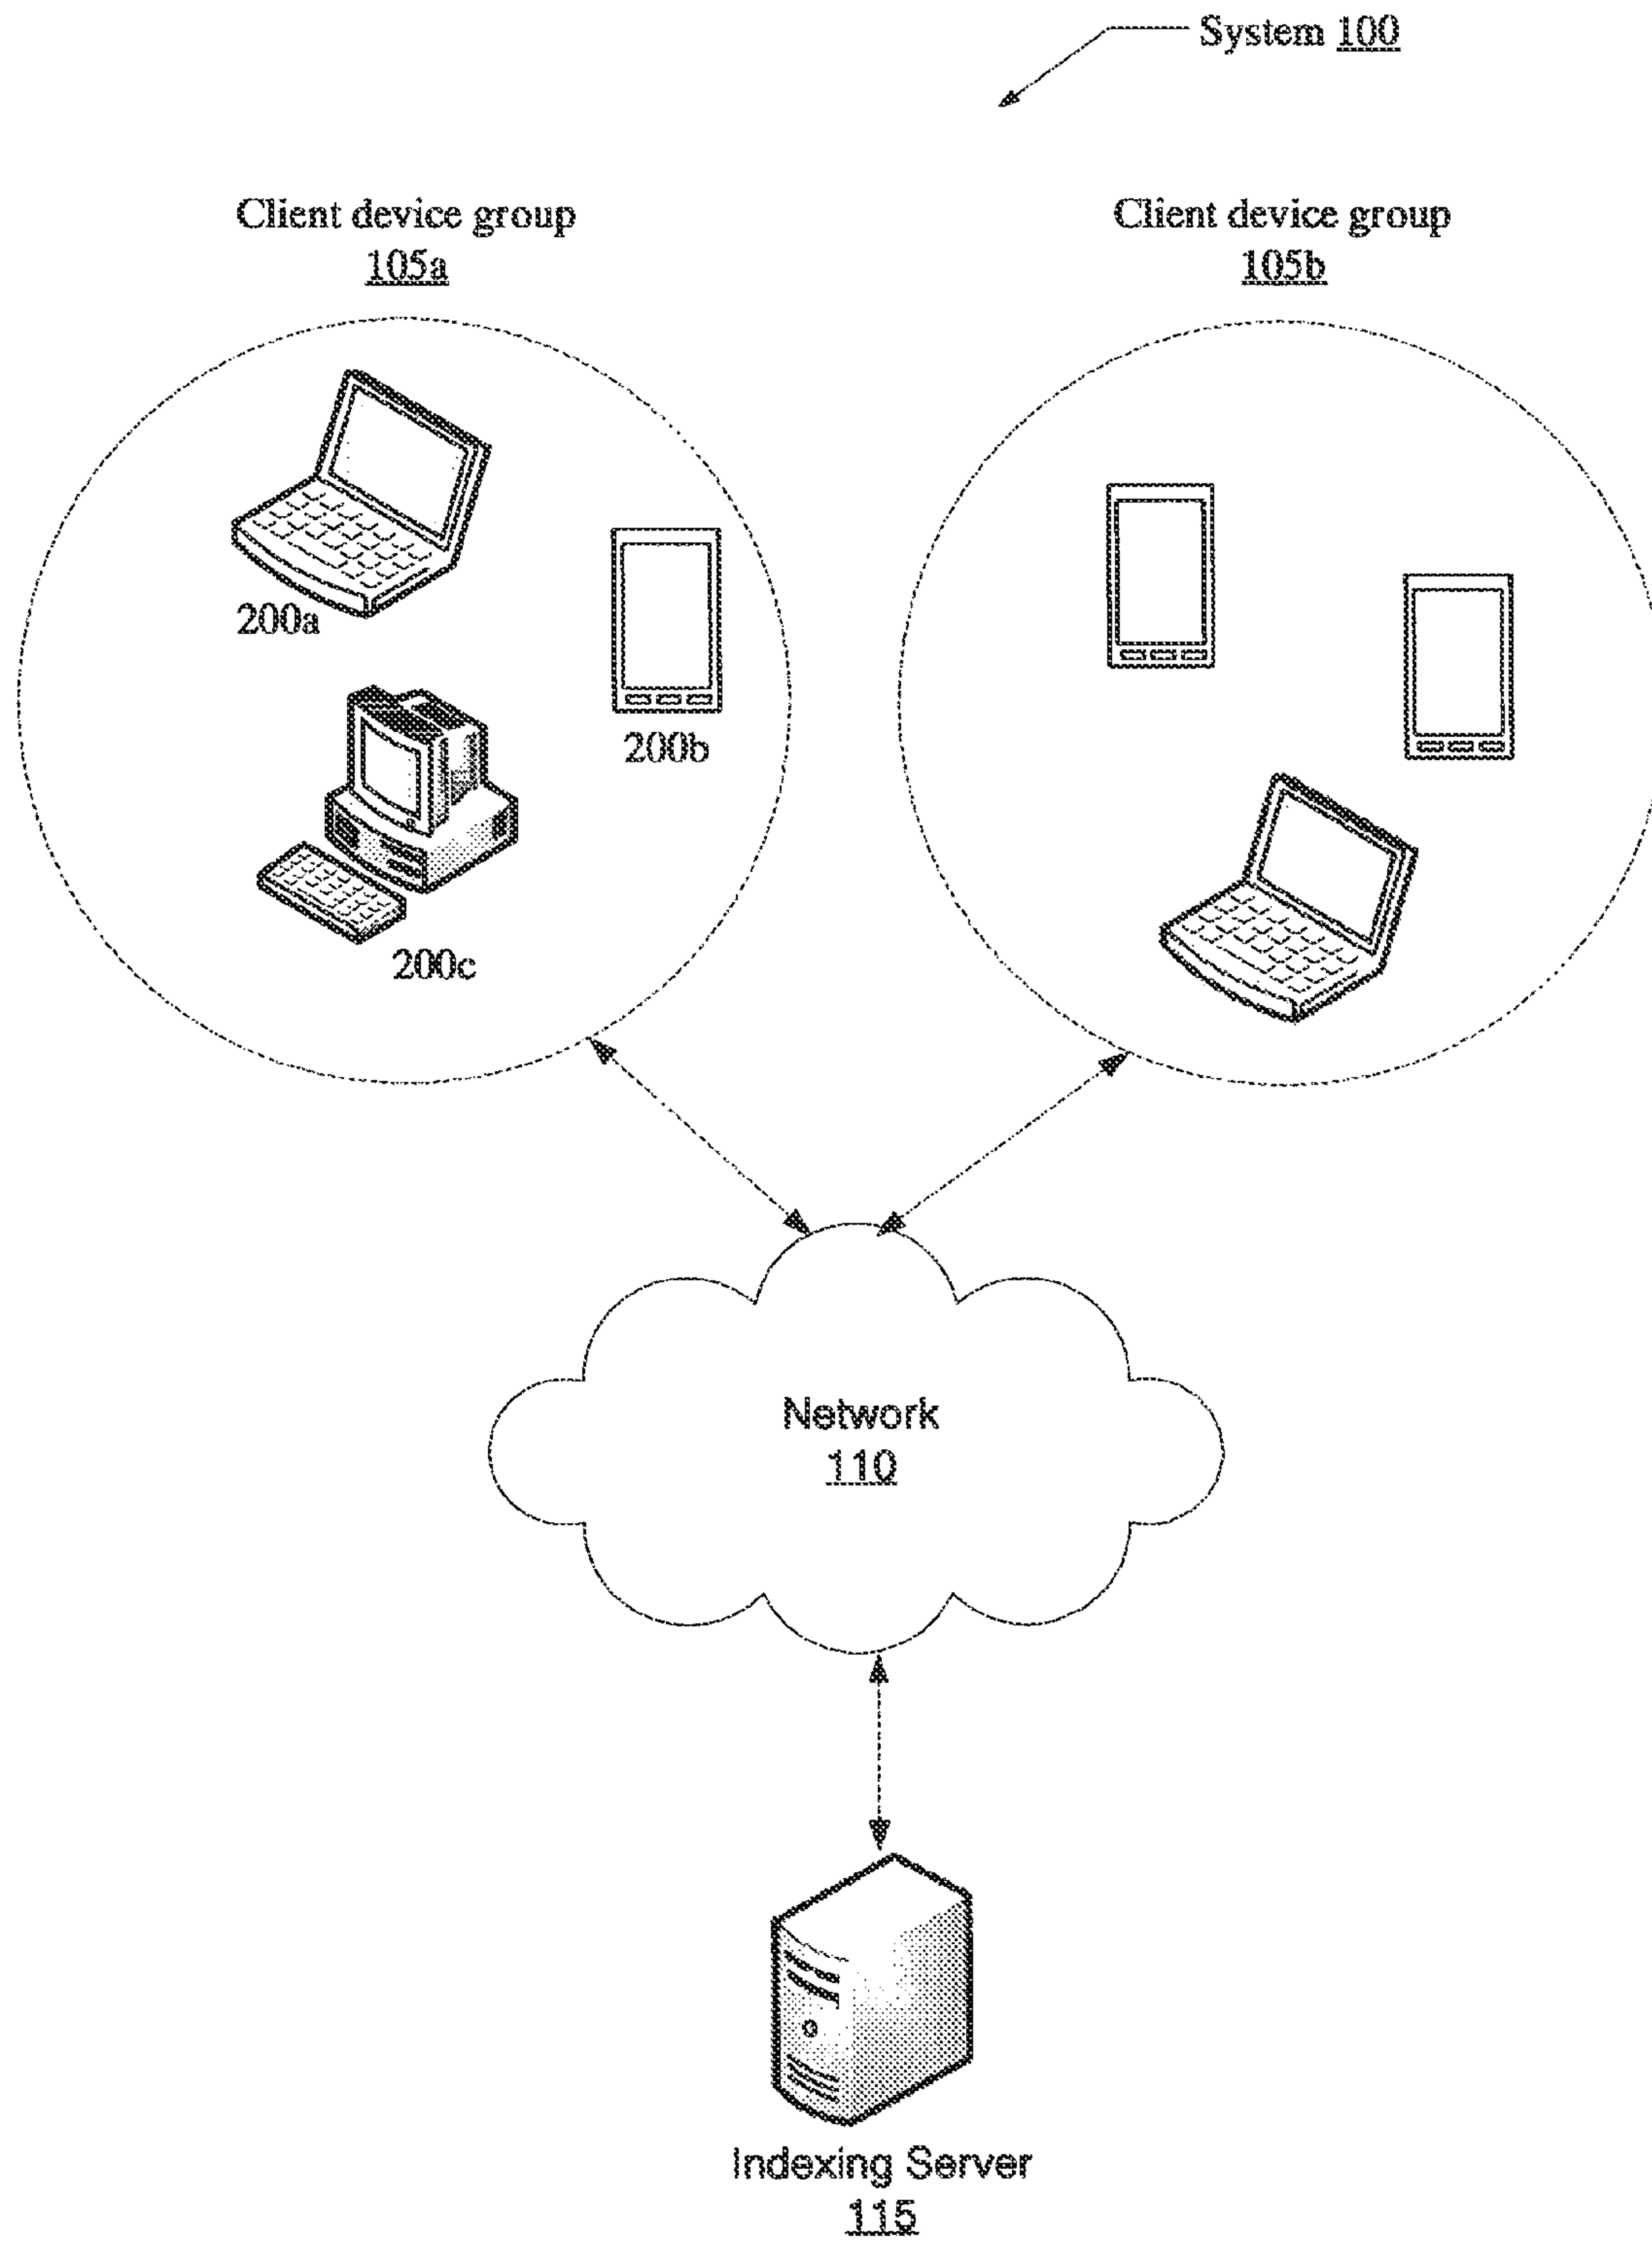 System 100
Client device group
105a
Client device group
105b
200a
200b
200c
Network
110
Indexing Server
115